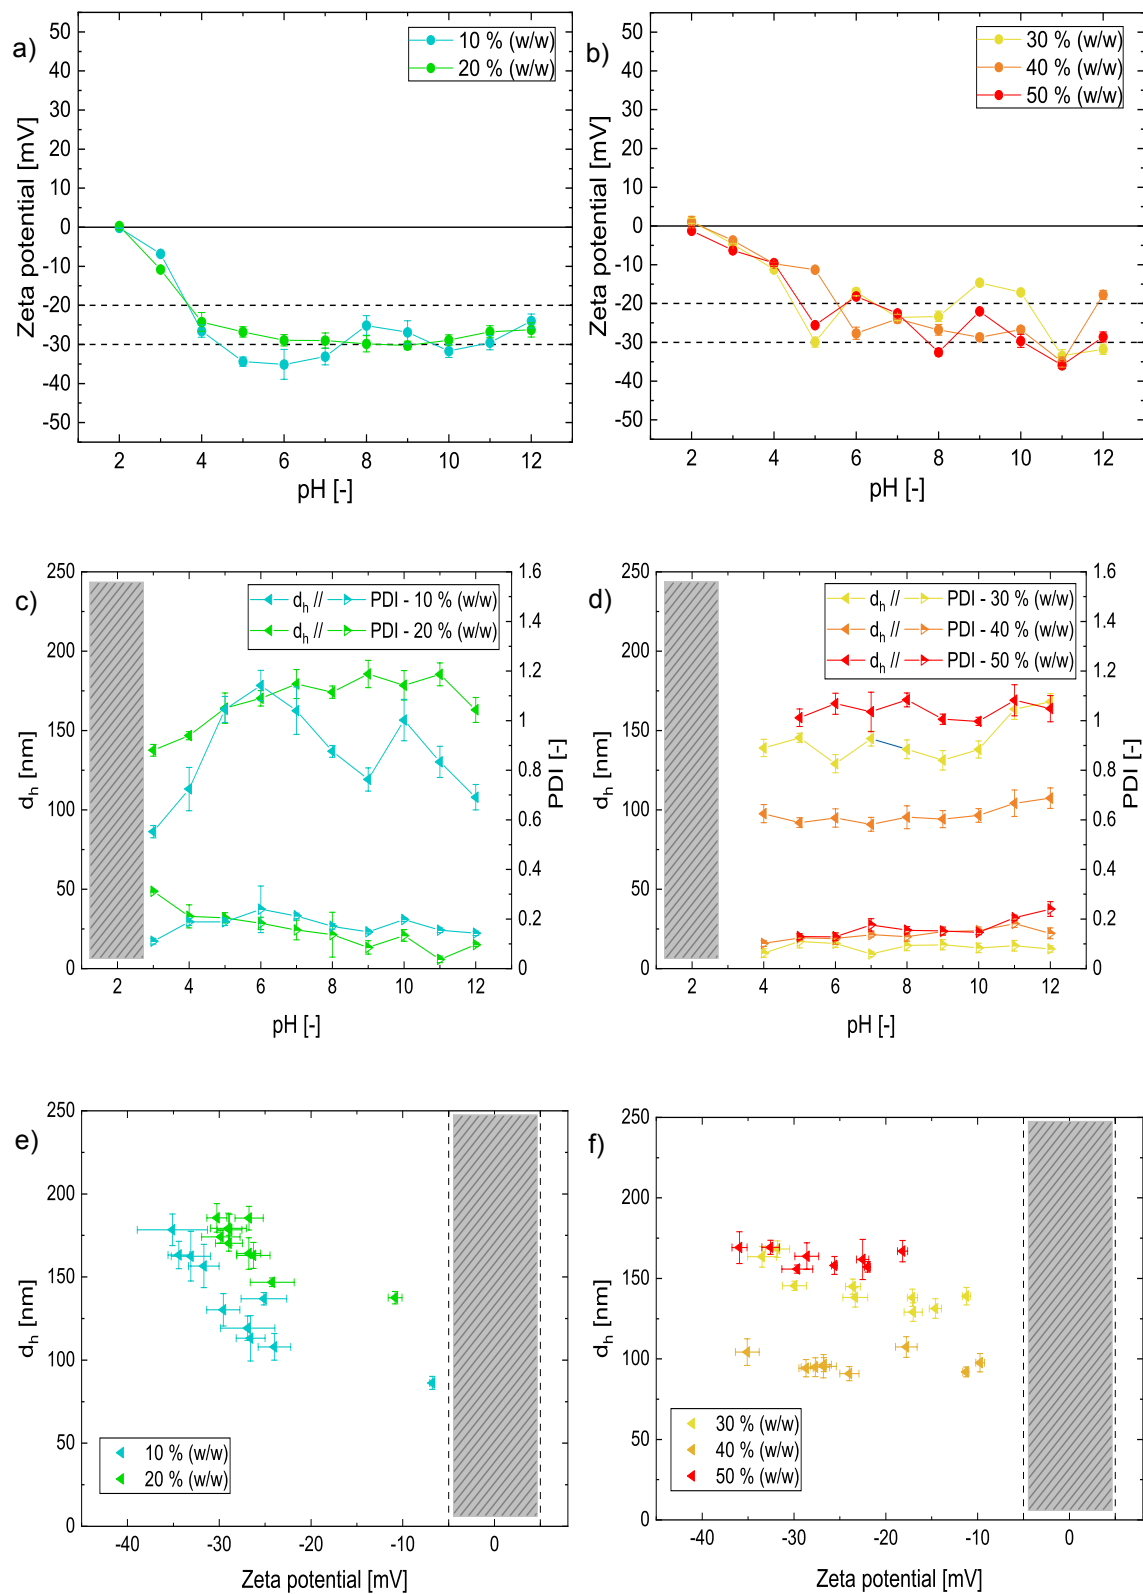 a)
10 % (w/w)
20 % (w/w)
50
40
30
20
10
0
-10
-20
-30
-40
-50
Zeta potential [mV]
2 4 6 8 10 12
pH [-]
b)
30 % (w/w)
40 % (w/w)
50 % (w/w)
50
40
30
20
10
0
-10
-20
-30
-40
-50
Zeta potential [mV]
2 4 6 8 10 12
pH [-]
c)
dh // PDI - 10 % (w/w)
dh // PDI - 20 % (w/w)
250
200
150
100
50
0
dh [nm]
1.6
1.4
1.2
1.0
0.8
0.6
0.4
0.2
0
PDI [-]
2 4 6 8 10 12
pH [-]
d)
dh // PDI - 30 % (w/w)
dh // PDI - 40 % (w/w)
dh // PDI - 50 % (w/w)
250
200
150
100
50
0
dh [nm]
1.6
1.4
1.2
1.0
0.8
0.6
0.4
0.2
0
PDI [-]
2 4 6 8 10 12
pH [-]
e)
10 % (w/w)
20 % (w/w)
250
200
150
100
50
0
dh [nm]
-40 -30 -20 -10 0
Zeta potential [mV]
f)
30 % (w/w)
40 % (w/w)
50 % (w/w)
250
200
150
100
50
0
dh [nm]
-40 -30 -20 -10 0
Zeta potential [mV]